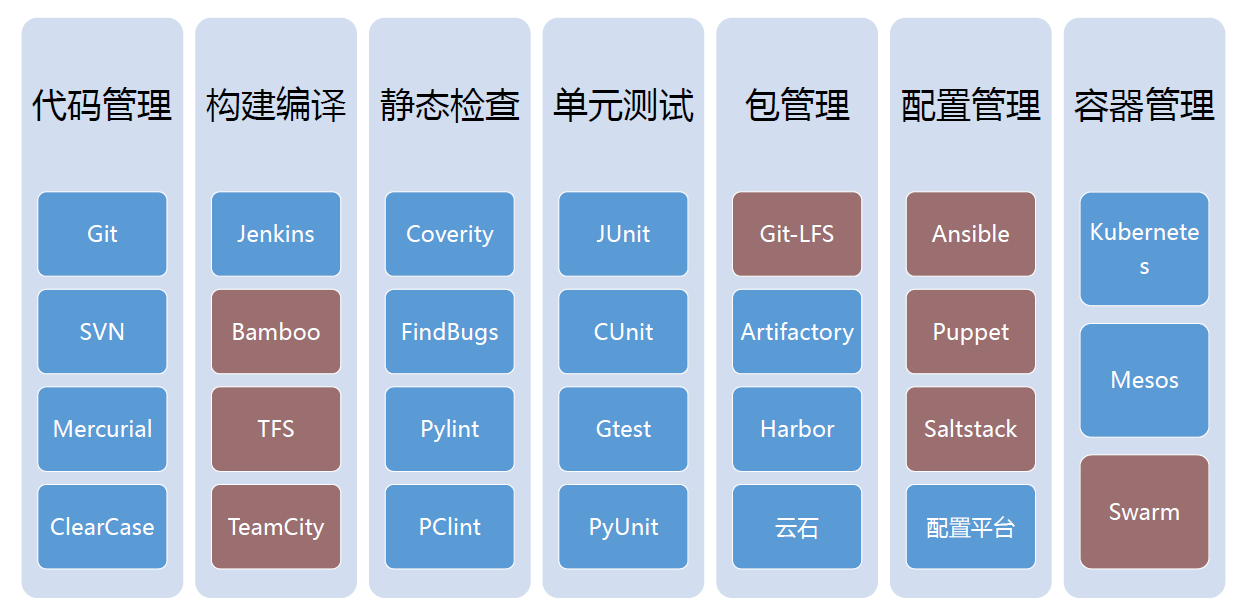 代码管理
Git
SVN
Mercurial
ClearCase
构建编译
Jenkins
Bamboo
TFS
TeamCity
静态检查
Coverity
FindBugs
Pylint
PClint
单元测试
JUnit
CUnit
Gtest
PyUnit
包管理
Git-LFS
Artifactory
Harbor
云石
配置管理
Ansible
Puppet
Saltstack
配置平台
容器管理
Kubernete
s
Mesos
Swarm